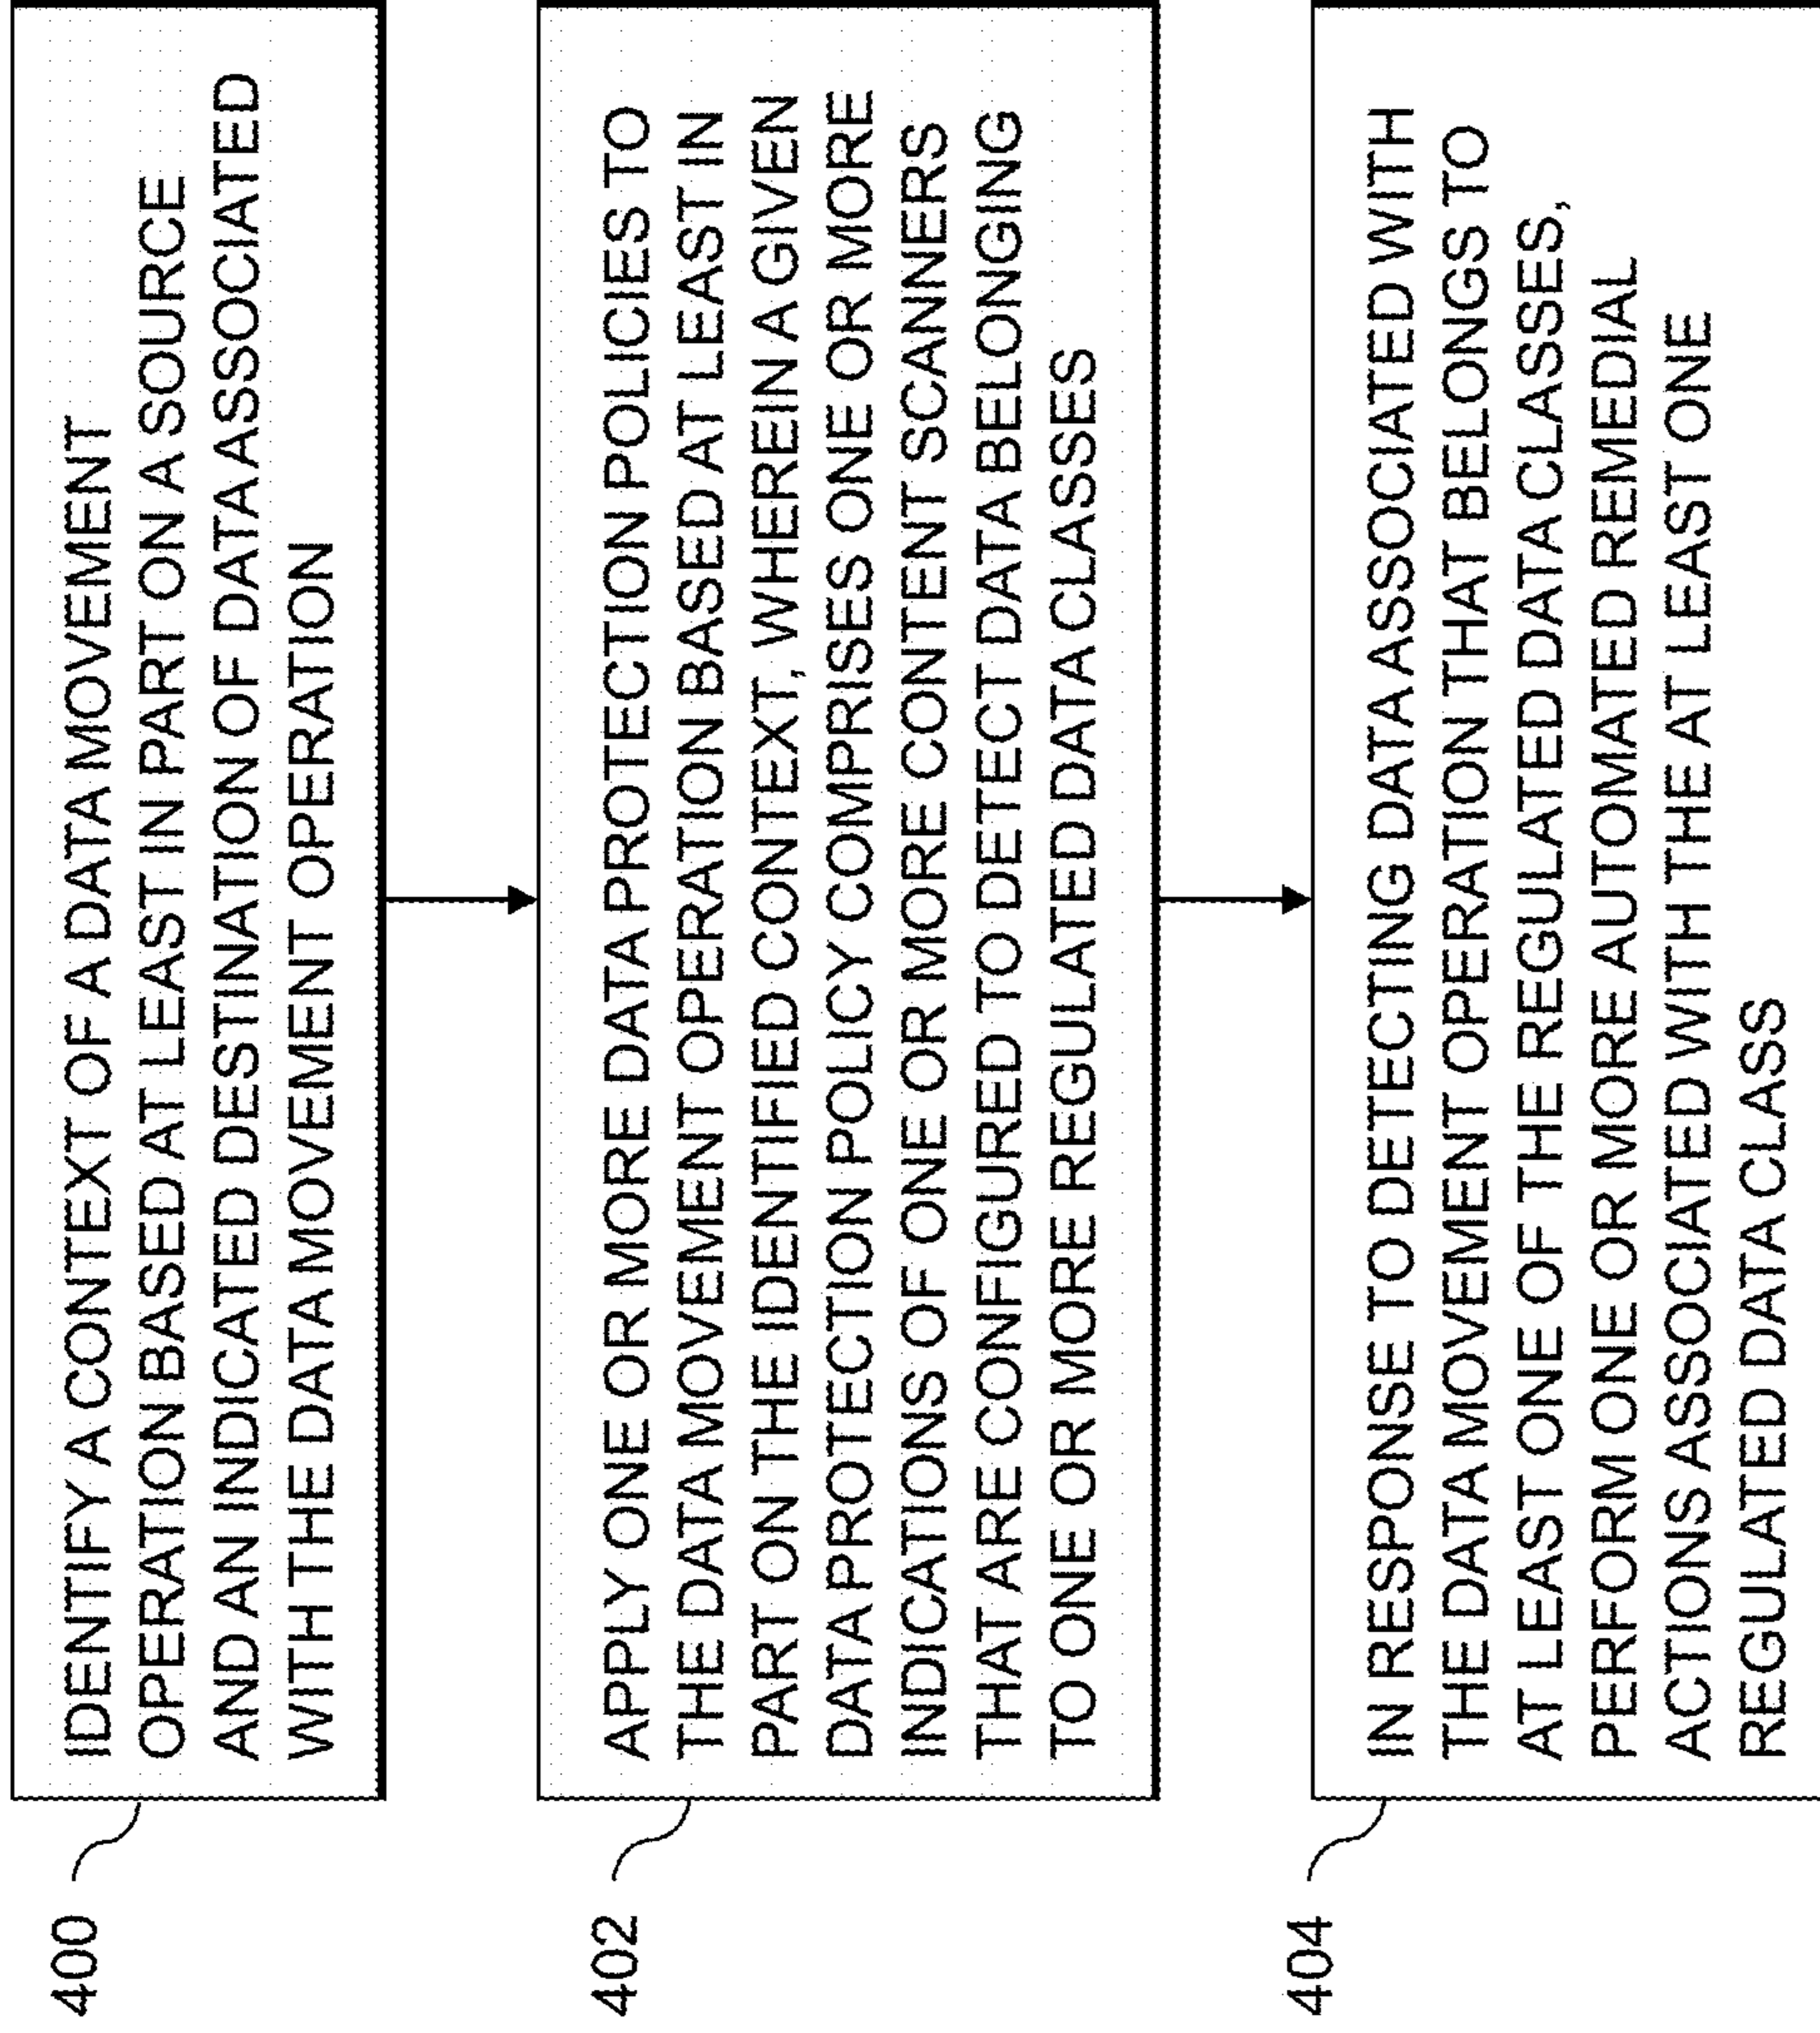 400
IDENTIFY A CONTEXT OF A DATA MOVEMENT
OPERATION BASED AT LEAST IN PART ON A SOURCE
AND AN INDICATED DESTINATION OF DATA ASSOCIATED
WITH THE DATA MOVEMENT OPERATION
402
APPLY ONE OR MORE DATA PROTECTION POLICIES TO
THE DATA MOVEMENT OPERATION BASED AT LEAST IN
PART ON THE IDENTIFIED CONTEXT, WHEREIN A GIVEN
DATA PROTECTION POLICY COMPRISES ONE OR MORE
INDICATIONS OF ONE OR MORE CONTENT SCANNERS
THAT ARE CONFIGURED TO DETECT DATA BELONGING
TO ONE OR MORE REGULATED DATA CLASSES
404
IN RESPONSE TO DETECTING DATA ASSOCIATED WITH
THE DATA MOVEMENT OPERATION THAT BELONGS TO
AT LEAST ONE OF THE REGULATED DATA CLASSES,
PERFORM ONE OR MORE AUTOMATED REMEDIAL
ACTIONS ASSOCIATED WITH THE AT LEAST ONE
REGULATED DATA CLASS